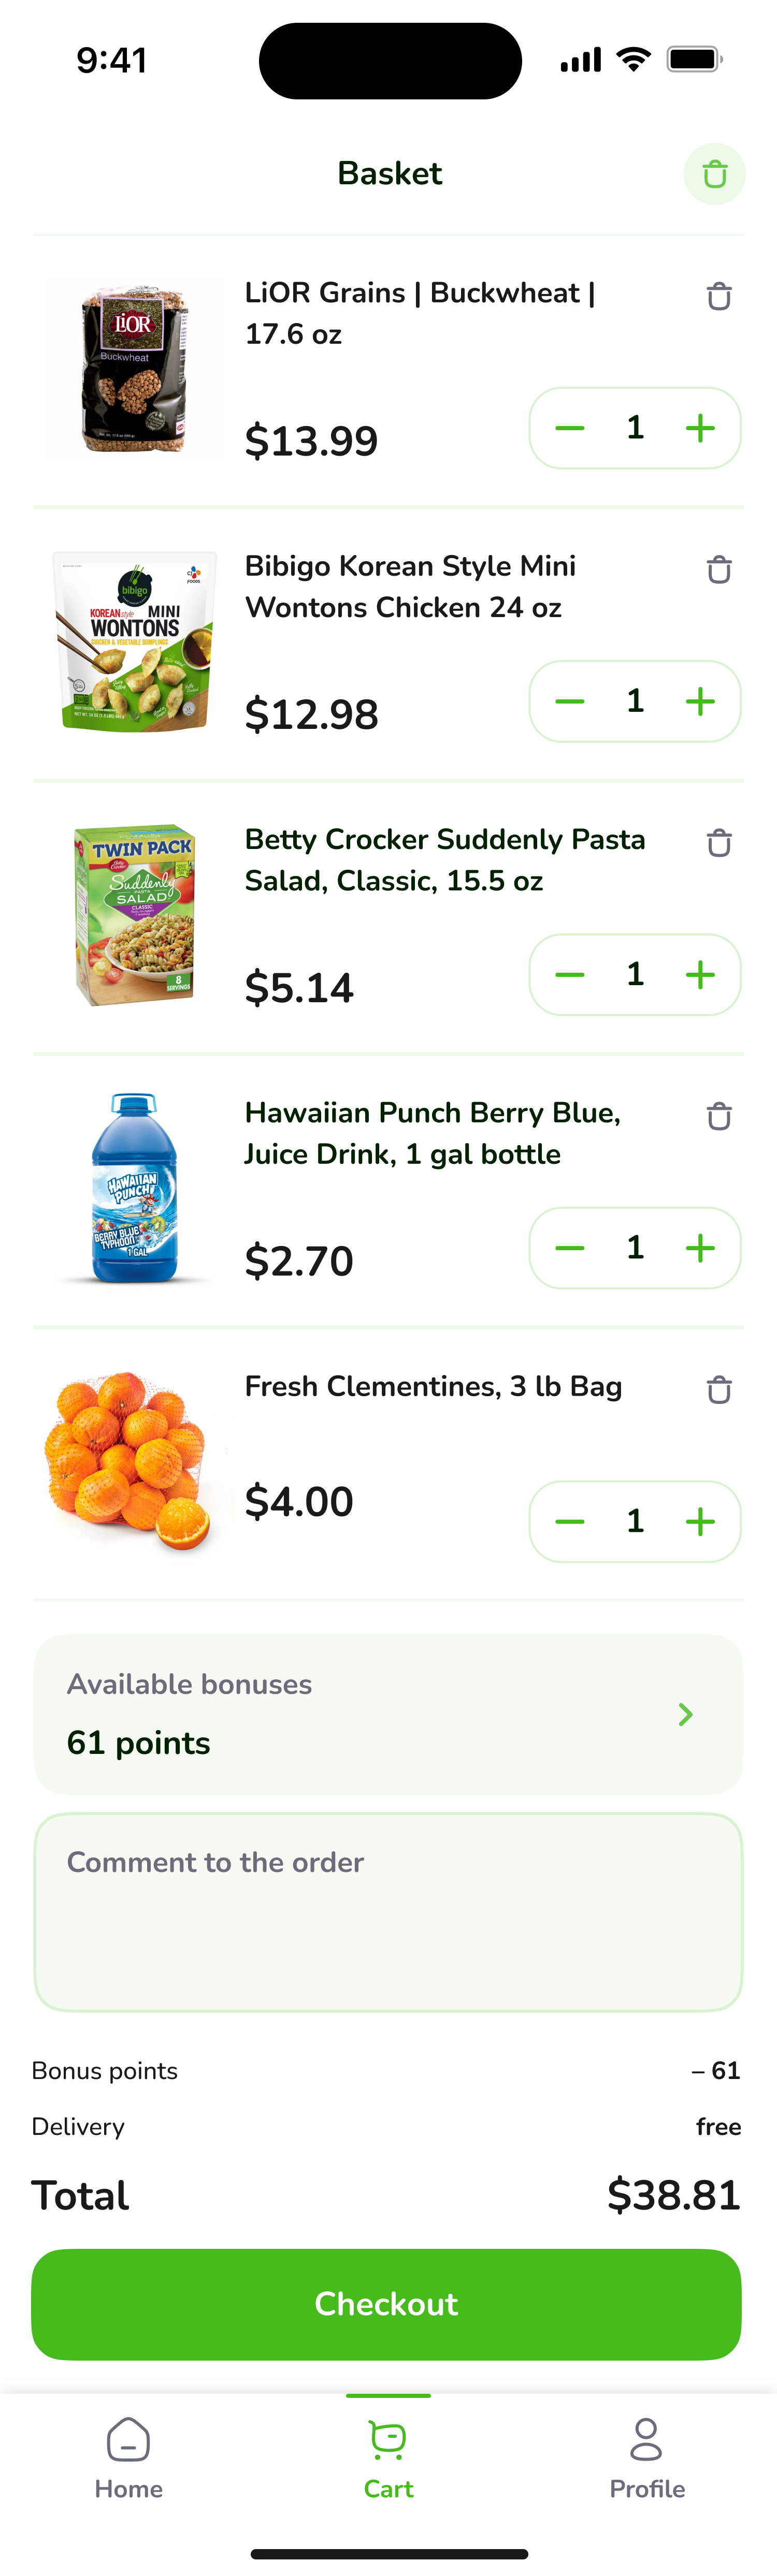 9:41
Basket
LiOR
Buckwheat
LiOR Grains | Buckwheat |
17.6 oz
$13.99
1
bibigo
CJ
FOODS
KOREAN style MINI
WONTONS
CHICKEN & VEGETABLE DUMPLINGS
Bibigo Korean Style Mini
Wontons Chicken 24 oz
$12.98
1
TWIN PACK
Betty Crocker
Suddenly
PASTA
SALAD
CLASSIC
8
SERVINGS
Betty Crocker Suddenly Pasta
Salad, Classic, 15.5 oz
$5.14
1
HAWAIIAN
PUNCH
BERRY BLUE
TYPHOON
1 GAL
Hawaiian Punch Berry Blue,
Juice Drink, 1 gal bottle
$2.70
1
Fresh Clementines, 3 lb Bag
$4.00
1
Available bonuses
61 points
Comment to the order
Bonus points – 61
Delivery free
Total $38.81
Checkout
Home Cart Profile